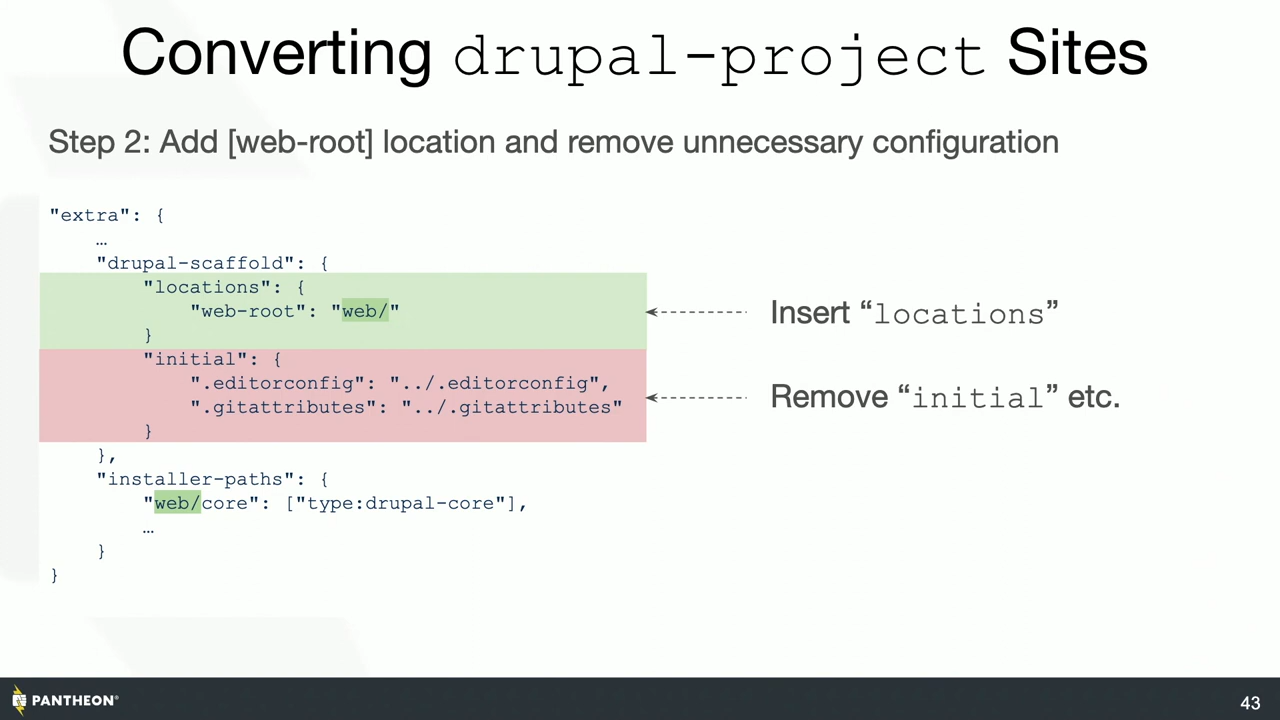 Converting drupal-project Sites
Step 2: Add [web-root] location and remove unnecessary configuration
"extra": {
…
"drupal-scaffold": {
"locations": {
"web-root": "web/"
}
"initial": {
".editorconfig": "../.editorconfig",
".gitattributes": "../.gitattributes"
}
},
"installer-paths": {
"web/core": ["type:drupal-core"],
…
}
}
Insert “locations”
Remove “initial” etc.
PANTHEON®
43